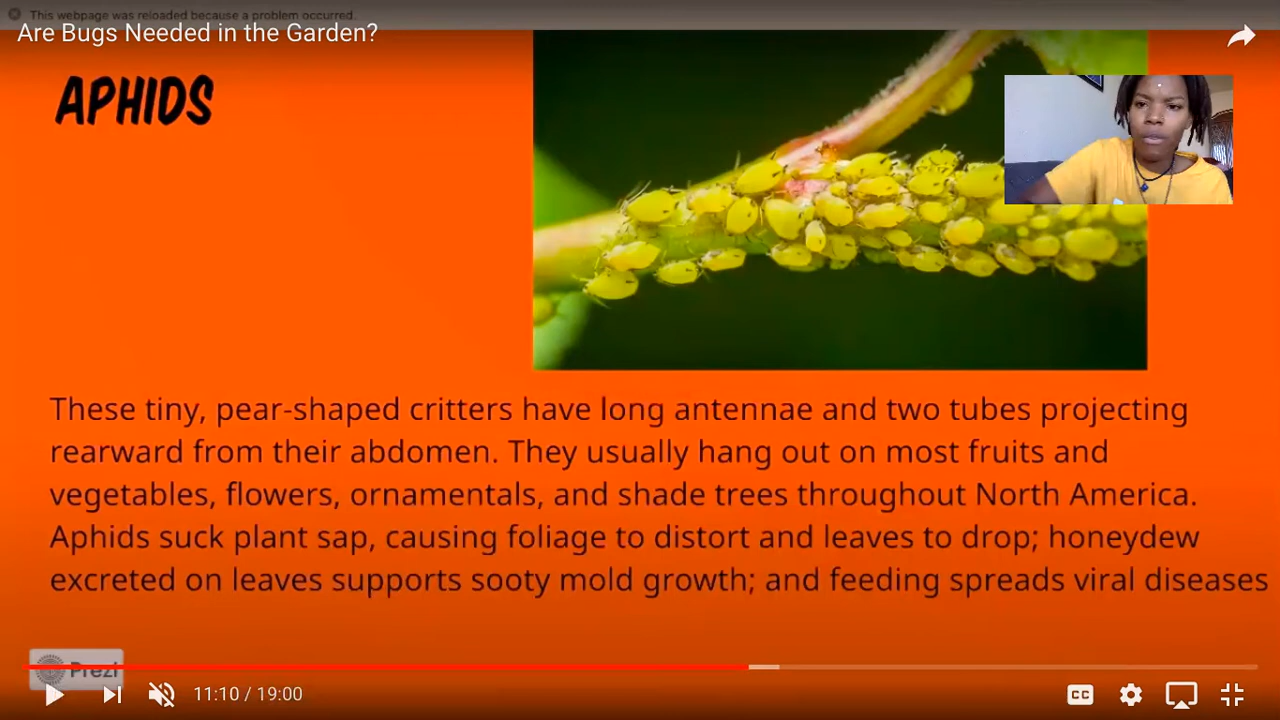 This webpage was reloaded because a problem occurred.
Are Bugs Needed in the Garden?
APHIDS
These tiny, pear-shaped critters have long antennae and two tubes projecting
rearward from their abdomen. They usually hang out on most fruits and
vegetables, flowers, ornamentals, and shade trees throughout North America.
Aphids suck plant sap, causing foliage to distort and leaves to drop; honeydew
excreted on leaves supports sooty mold growth; and feeding spreads viral diseases
Prezi
11:10 / 19:00
CC